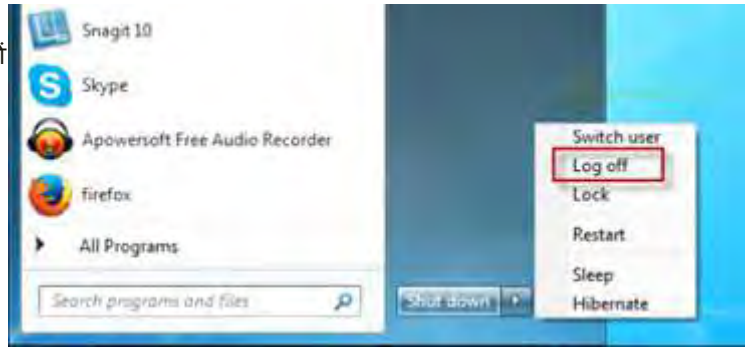 Snagit 10
Skype
Apowersoft Free Audio Recorder
firefox
All Programs
Search programs and files
Shut down
Switch user
Log off
Lock
Restart
Sleep
Hibernate